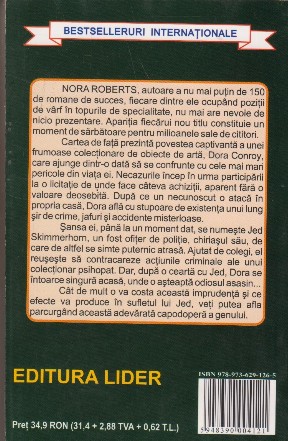 BESTSELLERURI INTERNAȚIONALE
NORA ROBERTS, autoare a nu mai puțin de 150
de romane de succes, fiecare dintre ele ocupând poziții
de vârf în topurile de specialitate, nu mai are nevoie de
nicio prezentare. Apariția fiecărui nou titlu constituie un
moment de sărbătoare pentru milioanele sale de cititori.
Cartea de față prezintă povestea captivantă a unei
frumoase colecționare de obiecte de artă, Dora Conroy,
care ajunge dintr-o dată să se confrunte cu cele mai mari
pericole din viața ei. Necazurile încep în urma participării
la o licitație de unde face câteva achiziții, aparent fără o
valoare deosebită. După ce un necunoscut o atacă în
propria casă, Dora află cu stupoare de existența unui lung
șir de crime, jafuri și accidente misterioase.
Șansa ei, până la un moment dat, se numește Jed
Skimmerhorn, un fost ofițer de poliție, chiriașul său, de
care de altfel se simte puternic atrasă. Ajutat de colegi, el
reușește să contracareze acțiunile criminale ale unui
colecționar psihopat. Dar, după o ceartă cu Jed, Dora se
întoarce singură acasă, unde o așteaptă odiosul asasin...
Cât de mult o va costa această imprudență și ce
efecte va produce în sufletul lui Jed, veți putea afla
parcurgând această adevărată capodoperă a genului.
EDITURA LIDER
ISBN 978-973-629-126-5
5948390004121
Preț 34,9 RON (31,4 + 2,88 TVA + 0,62 T.L.)